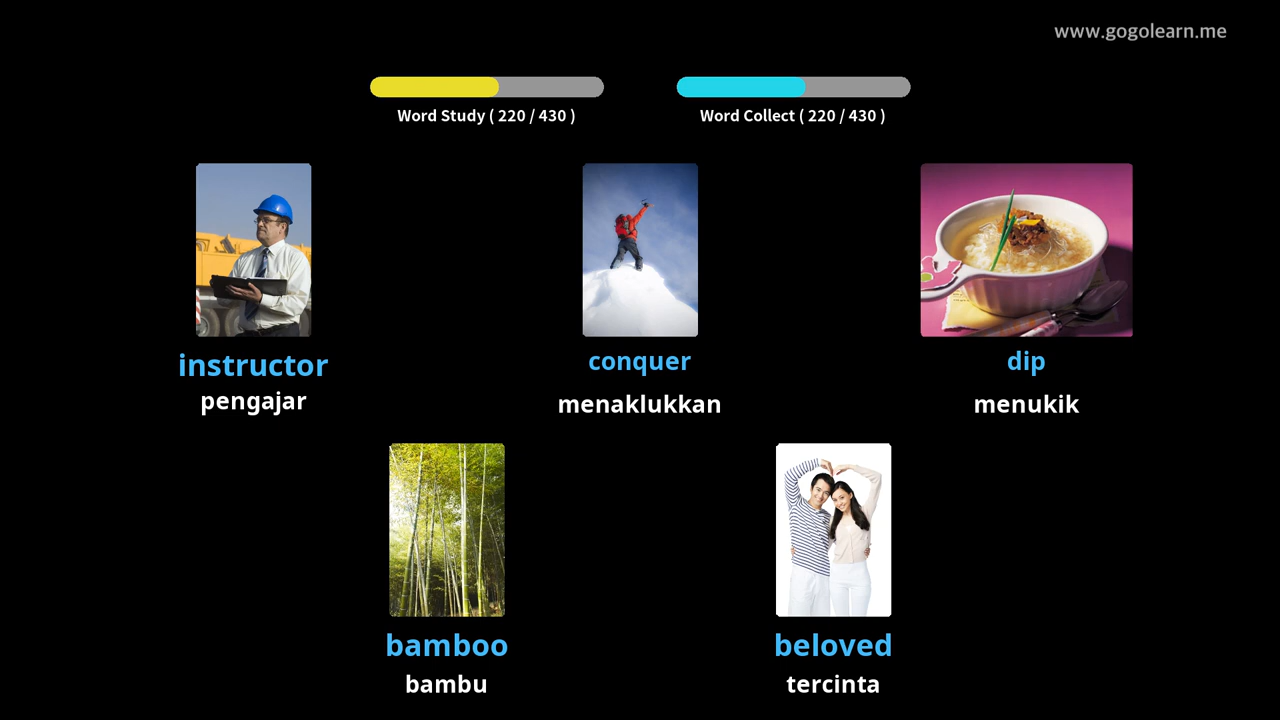 www.gogolearn.me
Word Study ( 220 / 430 )
Word Collect ( 220 / 430 )
instructor
pengajar
conquer
menaklukkan
dip
menukik
bamboo
bambu
beloved
tercinta